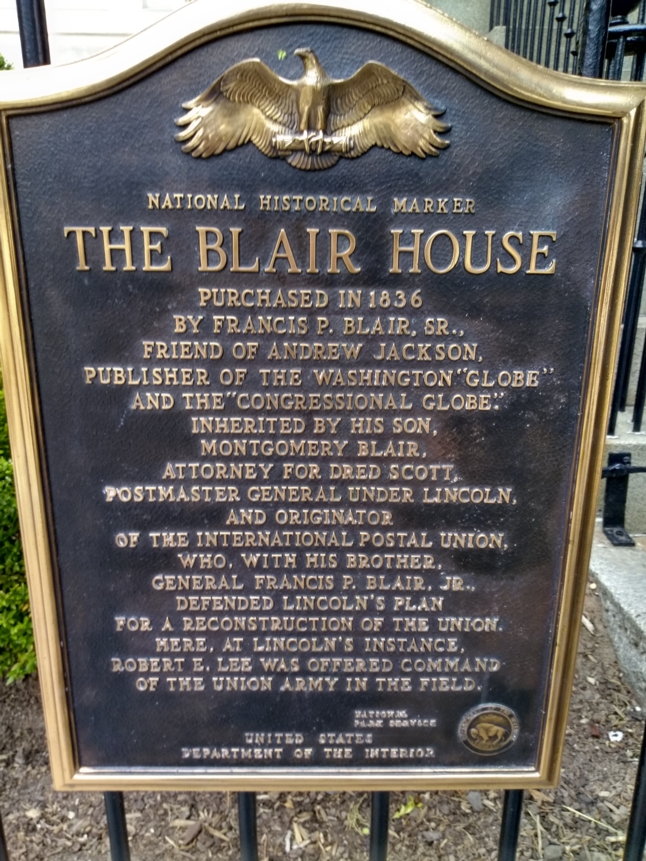 NATIONAL HISTORICAL MARKER
THE BLAIR HOUSE
PURCHASED IN 1836
BY FRANCIS P. BLAIR, SR.,
FRIEND OF ANDREW JACKSON,
PUBLISHER OF THE WASHINGTON "GLOBE"
AND THE "CONGRESSIONAL GLOBE."
INHERITED BY HIS SON,
MONTGOMERY BLAIR,
ATTORNEY FOR DRED SCOTT,
POSTMASTER GENERAL UNDER LINCOLN,
AND ORIGINATOR
OF THE INTERNATIONAL POSTAL UNION,
WHO, WITH HIS BROTHER,
GENERAL FRANCIS P. BLAIR, JR.,
DEFENDED LINCOLN'S PLAN
FOR A RECONSTRUCTION OF THE UNION.
HERE, AT LINCOLN'S INSTANCE,
ROBERT E. LEE WAS OFFERED COMMAND
OF THE UNION ARMY IN THE FIELD.
NATIONAL
PARK SERVICE
UNITED STATES
DEPARTMENT OF THE INTERIOR